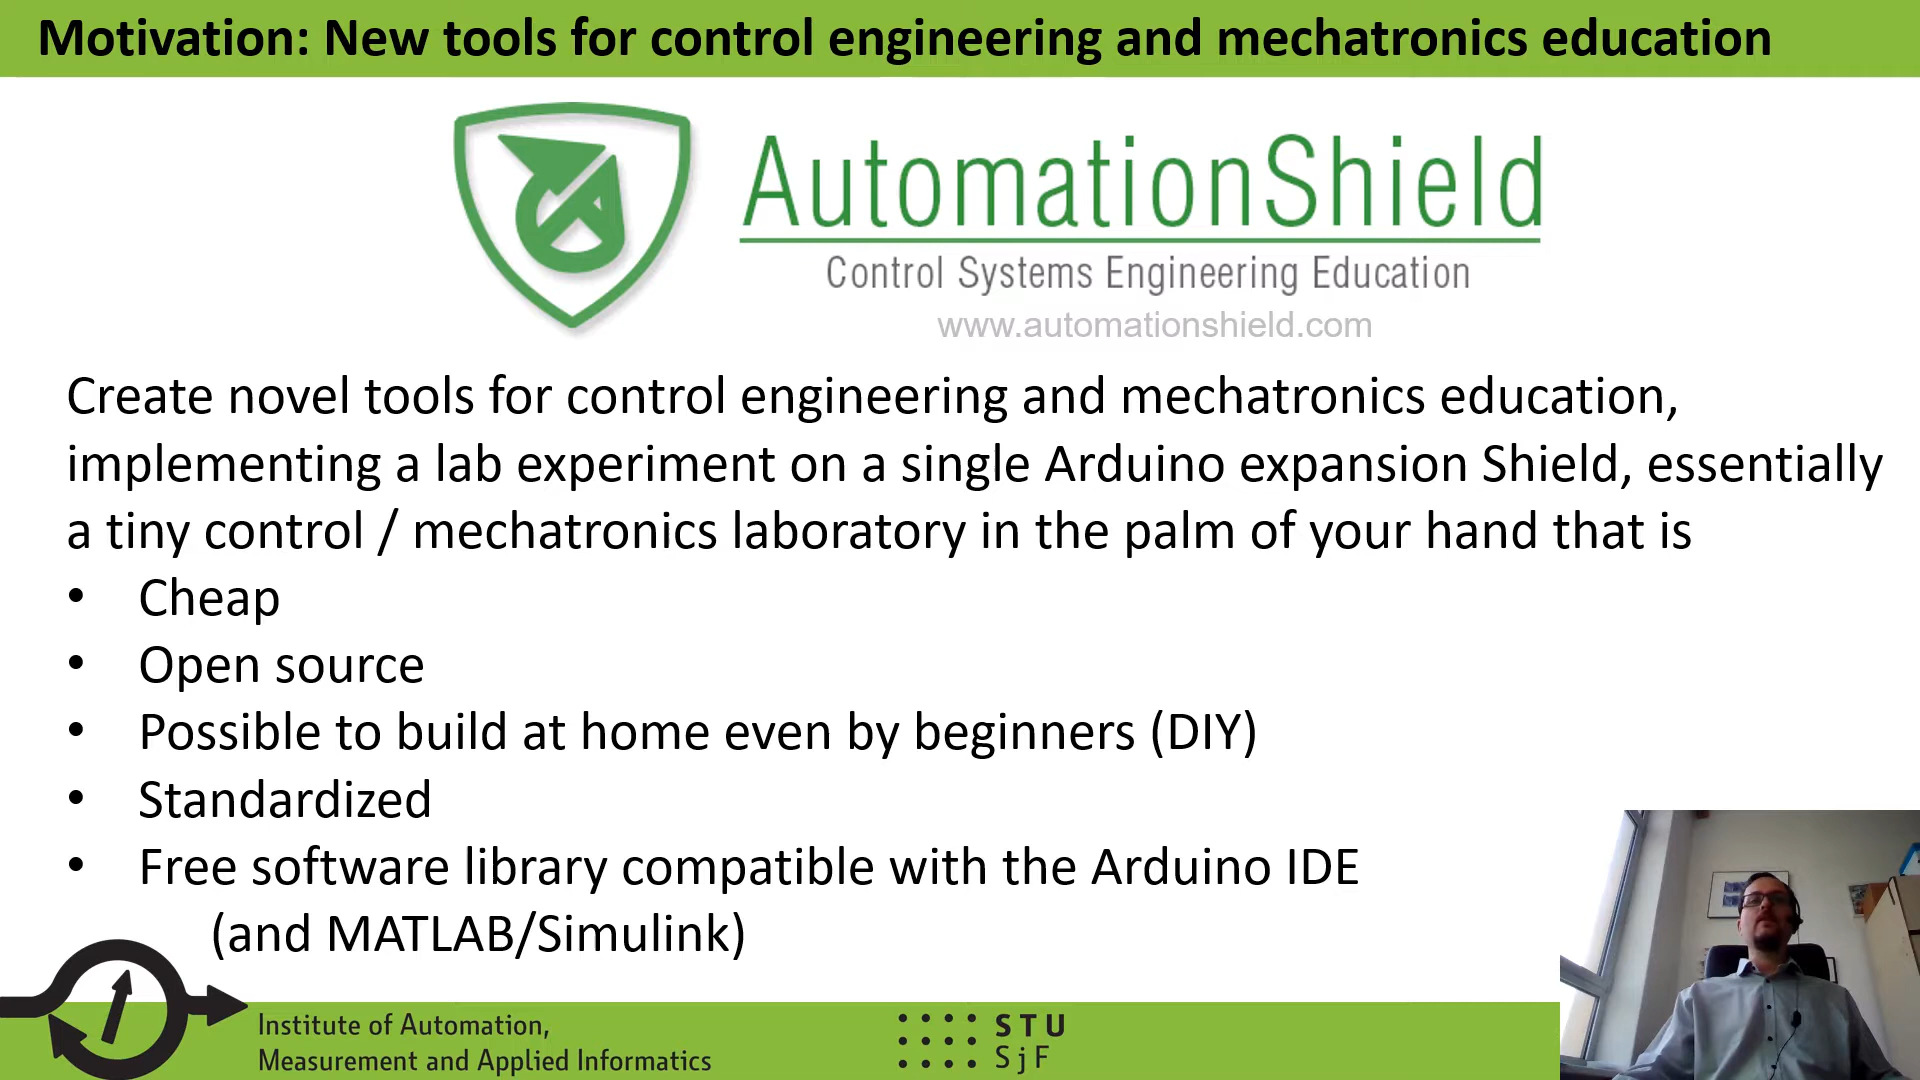 Motivation: New tools for control engineering and mechatronics education
AutomationShield
Control Systems Engineering Education
www.automationshield.com
Create novel tools for control engineering and mechatronics education,
implementing a lab experiment on a single Arduino expansion Shield, essentially
a tiny control / mechatronics laboratory in the palm of your hand that is
• Cheap
• Open source
• Possible to build at home even by beginners (DIY)
• Standardized
• Free software library compatible with the Arduino IDE
(and MATLAB/Simulink)
Institute of Automation,
Measurement and Applied Informatics
STU
SjF